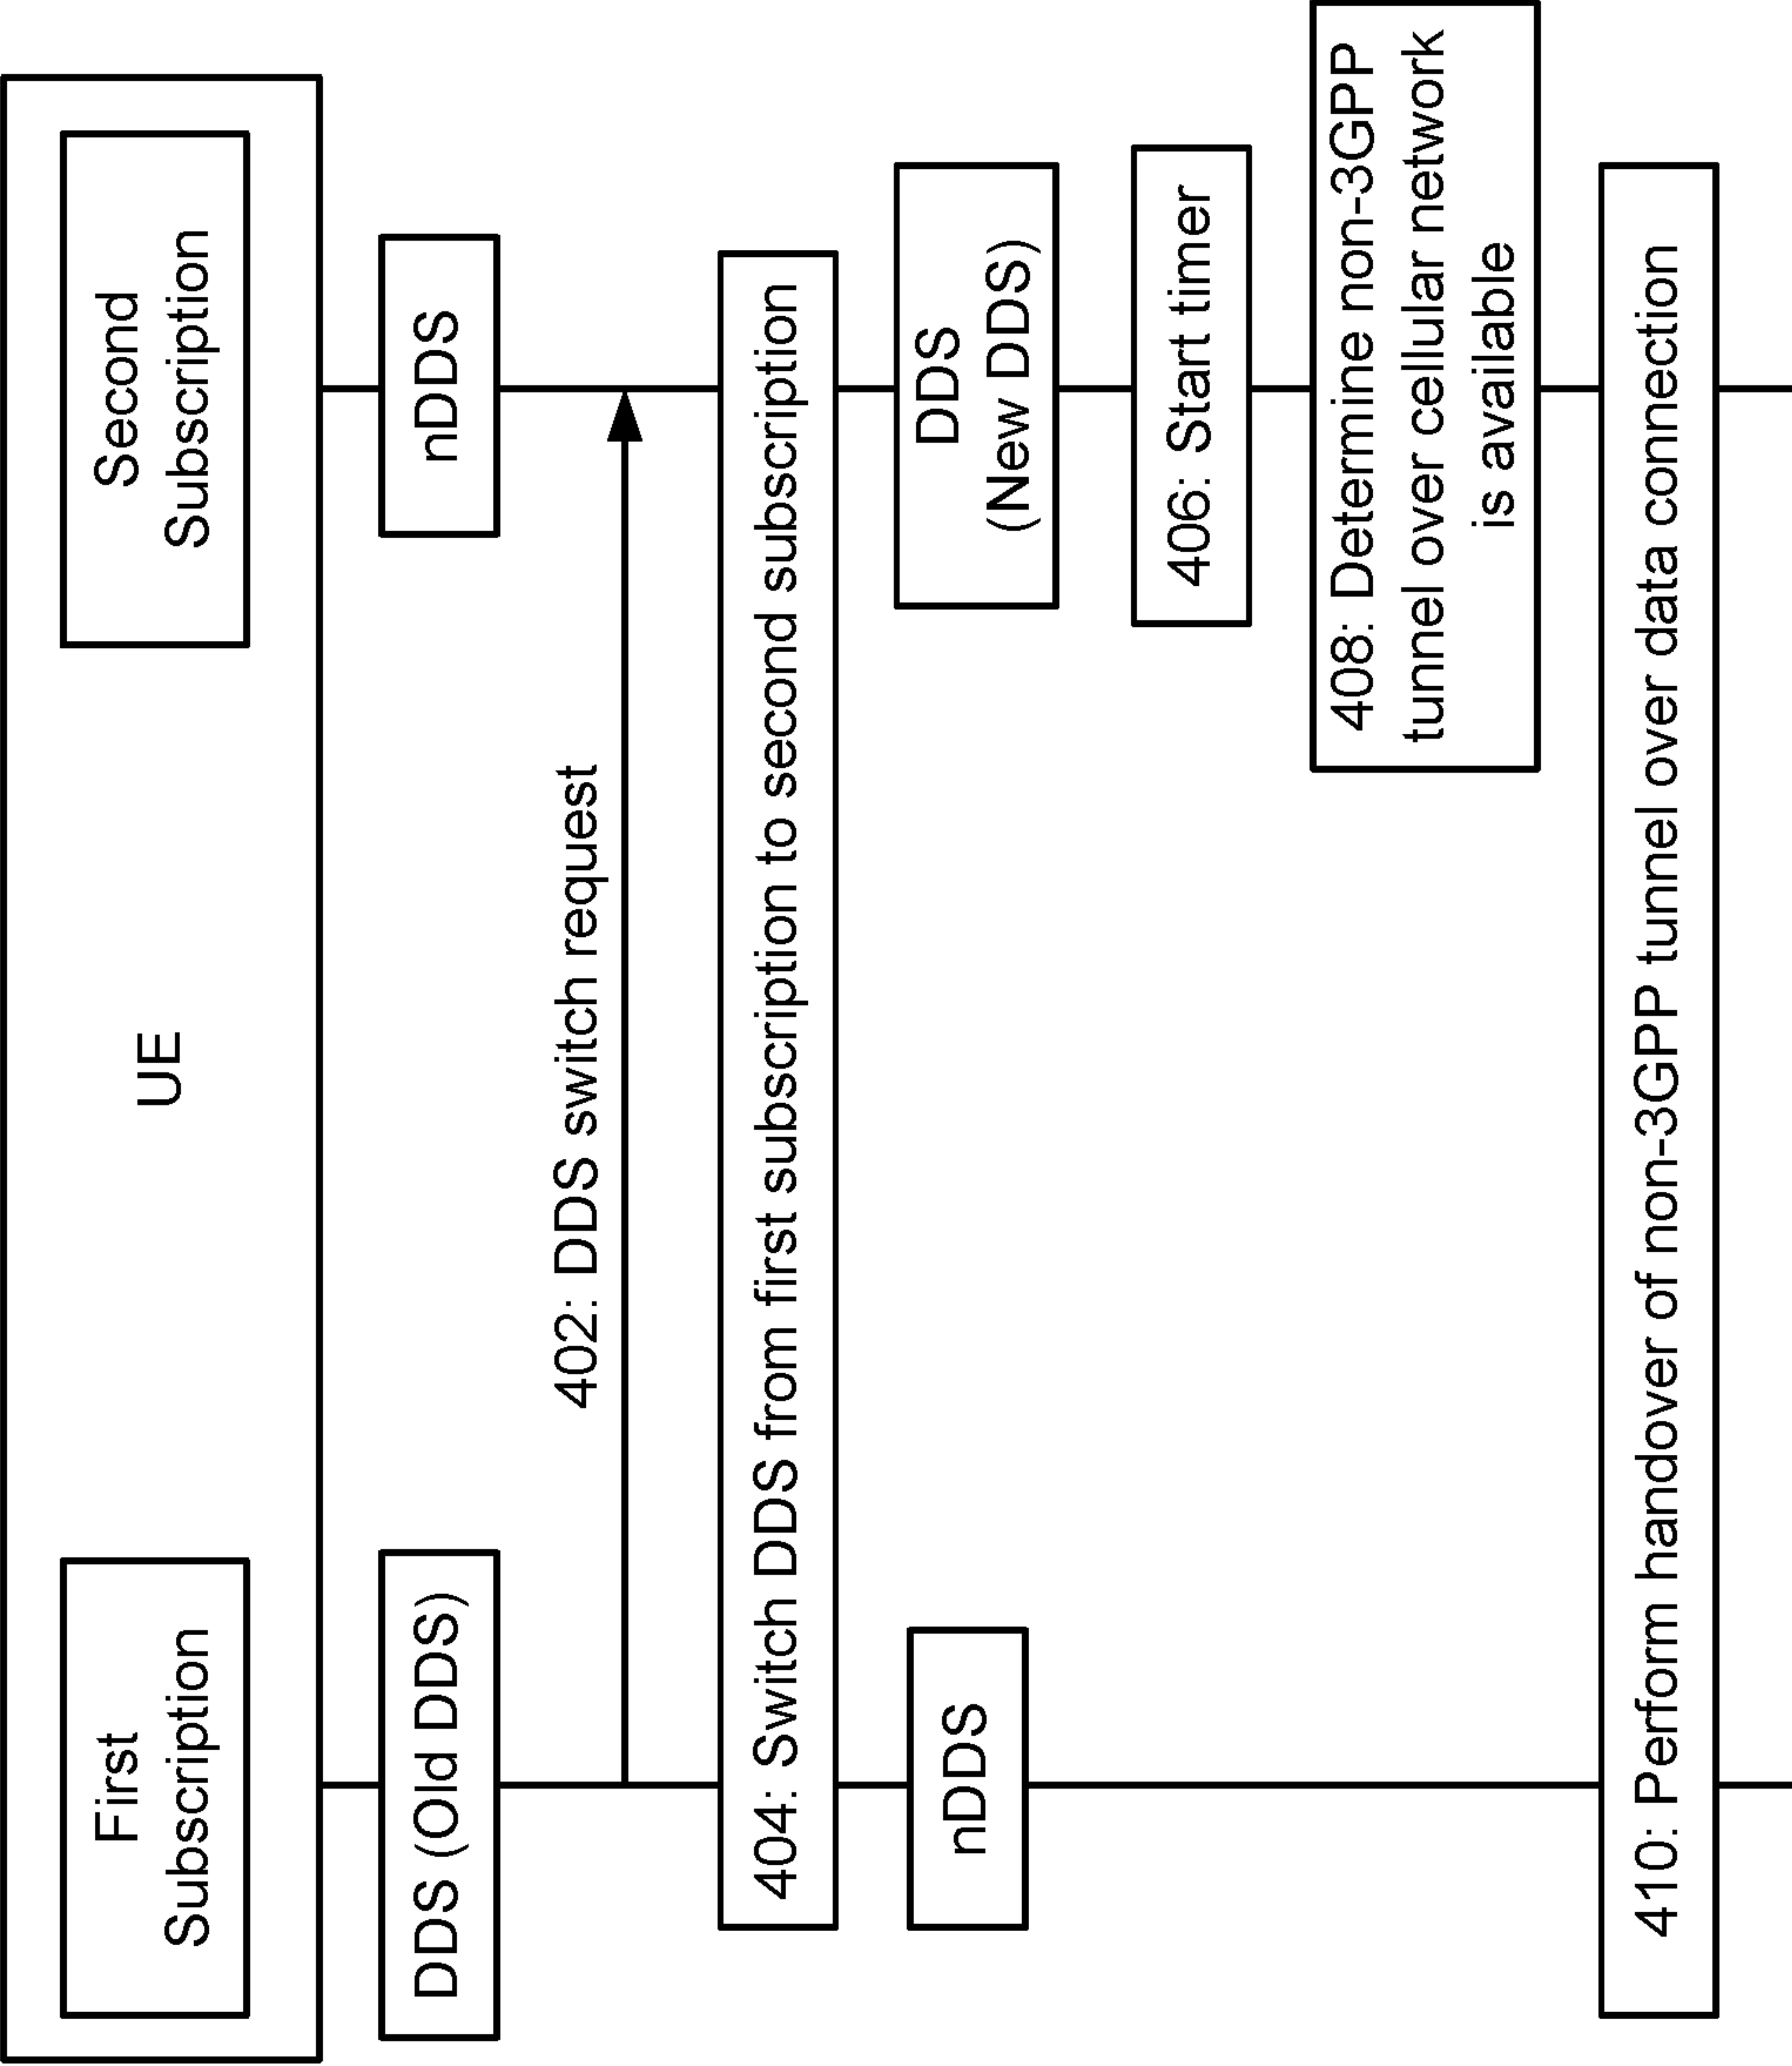 UE
First
Subscription
Second
Subscription
DDS (Old DDS)
nDDS
402: DDS switch request
404: Switch DDS from first subscription to second subscription
nDDS
DDS
(New DDS)
406: Start timer
408: Determine non-3GPP
tunnel over cellular network
is available
410: Perform handover of non-3GPP tunnel over data connection